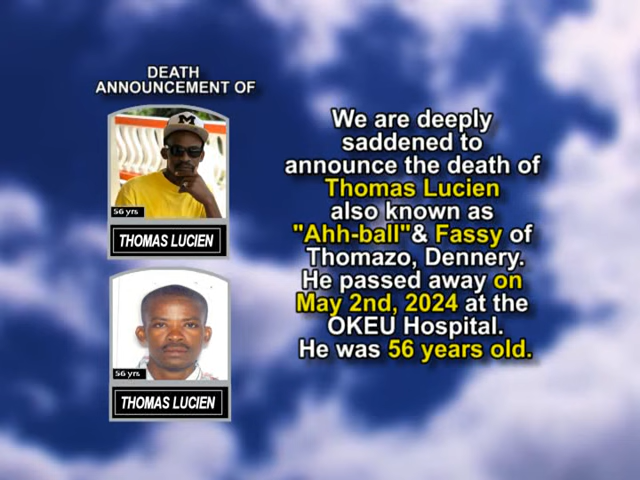 DEATH
ANNOUNCEMENT OF
56 yrs
THOMAS LUCIEN
56 yrs
THOMAS LUCIEN
We are deeply
saddened to
announce the death of
Thomas Lucien
also known as
"Ahh-ball"& Fassy of
Thomazo, Dennery.
He passed away on
May 2nd, 2024 at the
OKEU Hospital.
He was 56 years old.